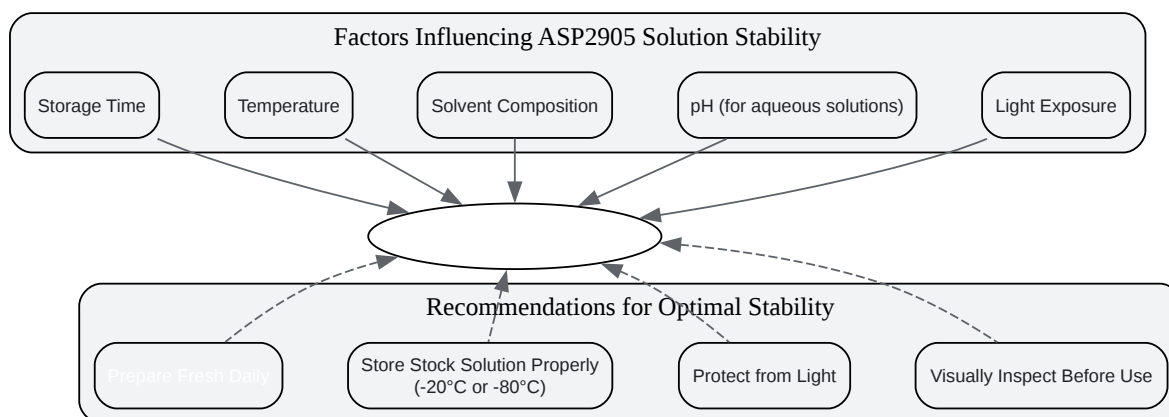 Factors Influencing ASP2905 Solution Stability
Storage Time
Temperature
Solvent Composition
pH (for aqueous solutions)
Light Exposure
Recommendations for Optimal Stability
Prepare Fresh Daily
Store Stock Solution Properly
(-20°C or -80°C)
Protect from Light
Visually Inspect Before Use